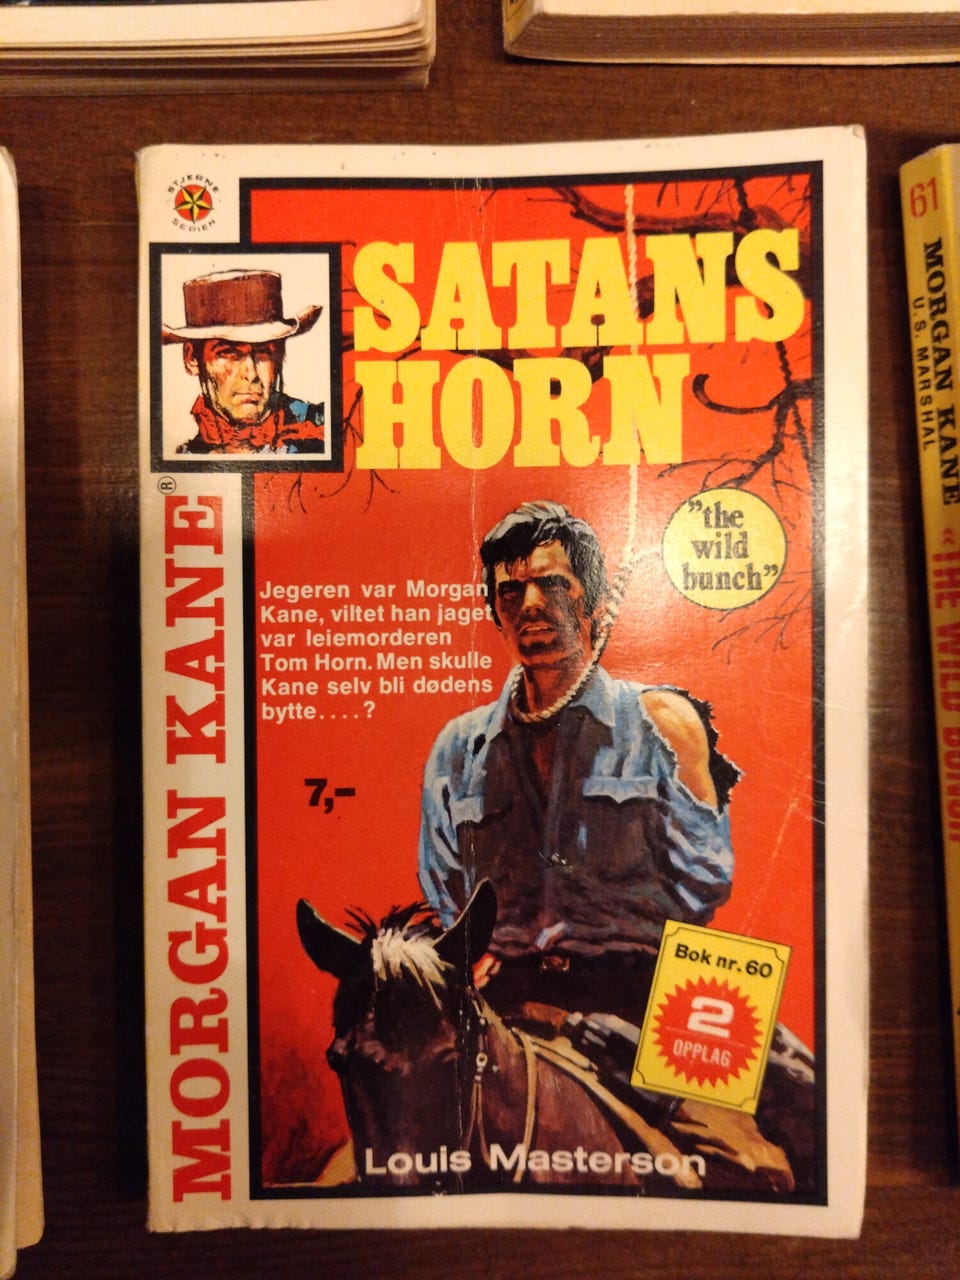 STJERNE
SERIEN
SATANS
HORN
MORGAN KANE®
"the
wild
bunch"
Jegeren var Morgan
Kane, viltet han jaget
var leiemorderen
Tom Horn. Men skulle
Kane selv bli dødens
bytte....?
7,–
Bok nr. 60
2
OPPLAG
Louis Masterson
61
MORGAN KANE «THE WILD BUNCH
U.S. MARSHAL